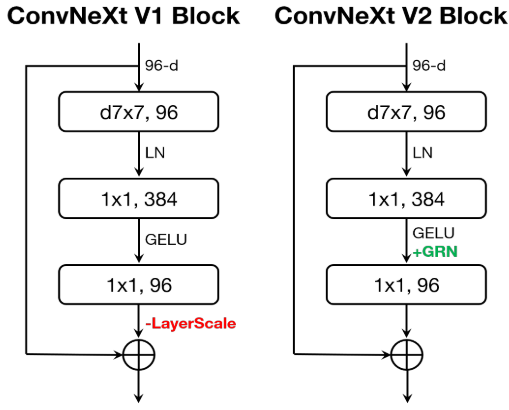 ConvNeXt V1 Block
96-d
d7x7, 96
LN
1x1, 384
GELU
1x1, 96
-LayerScale
ConvNeXt V2 Block
96-d
d7x7, 96
LN
1x1, 384
GELU
+GRN
1x1, 96